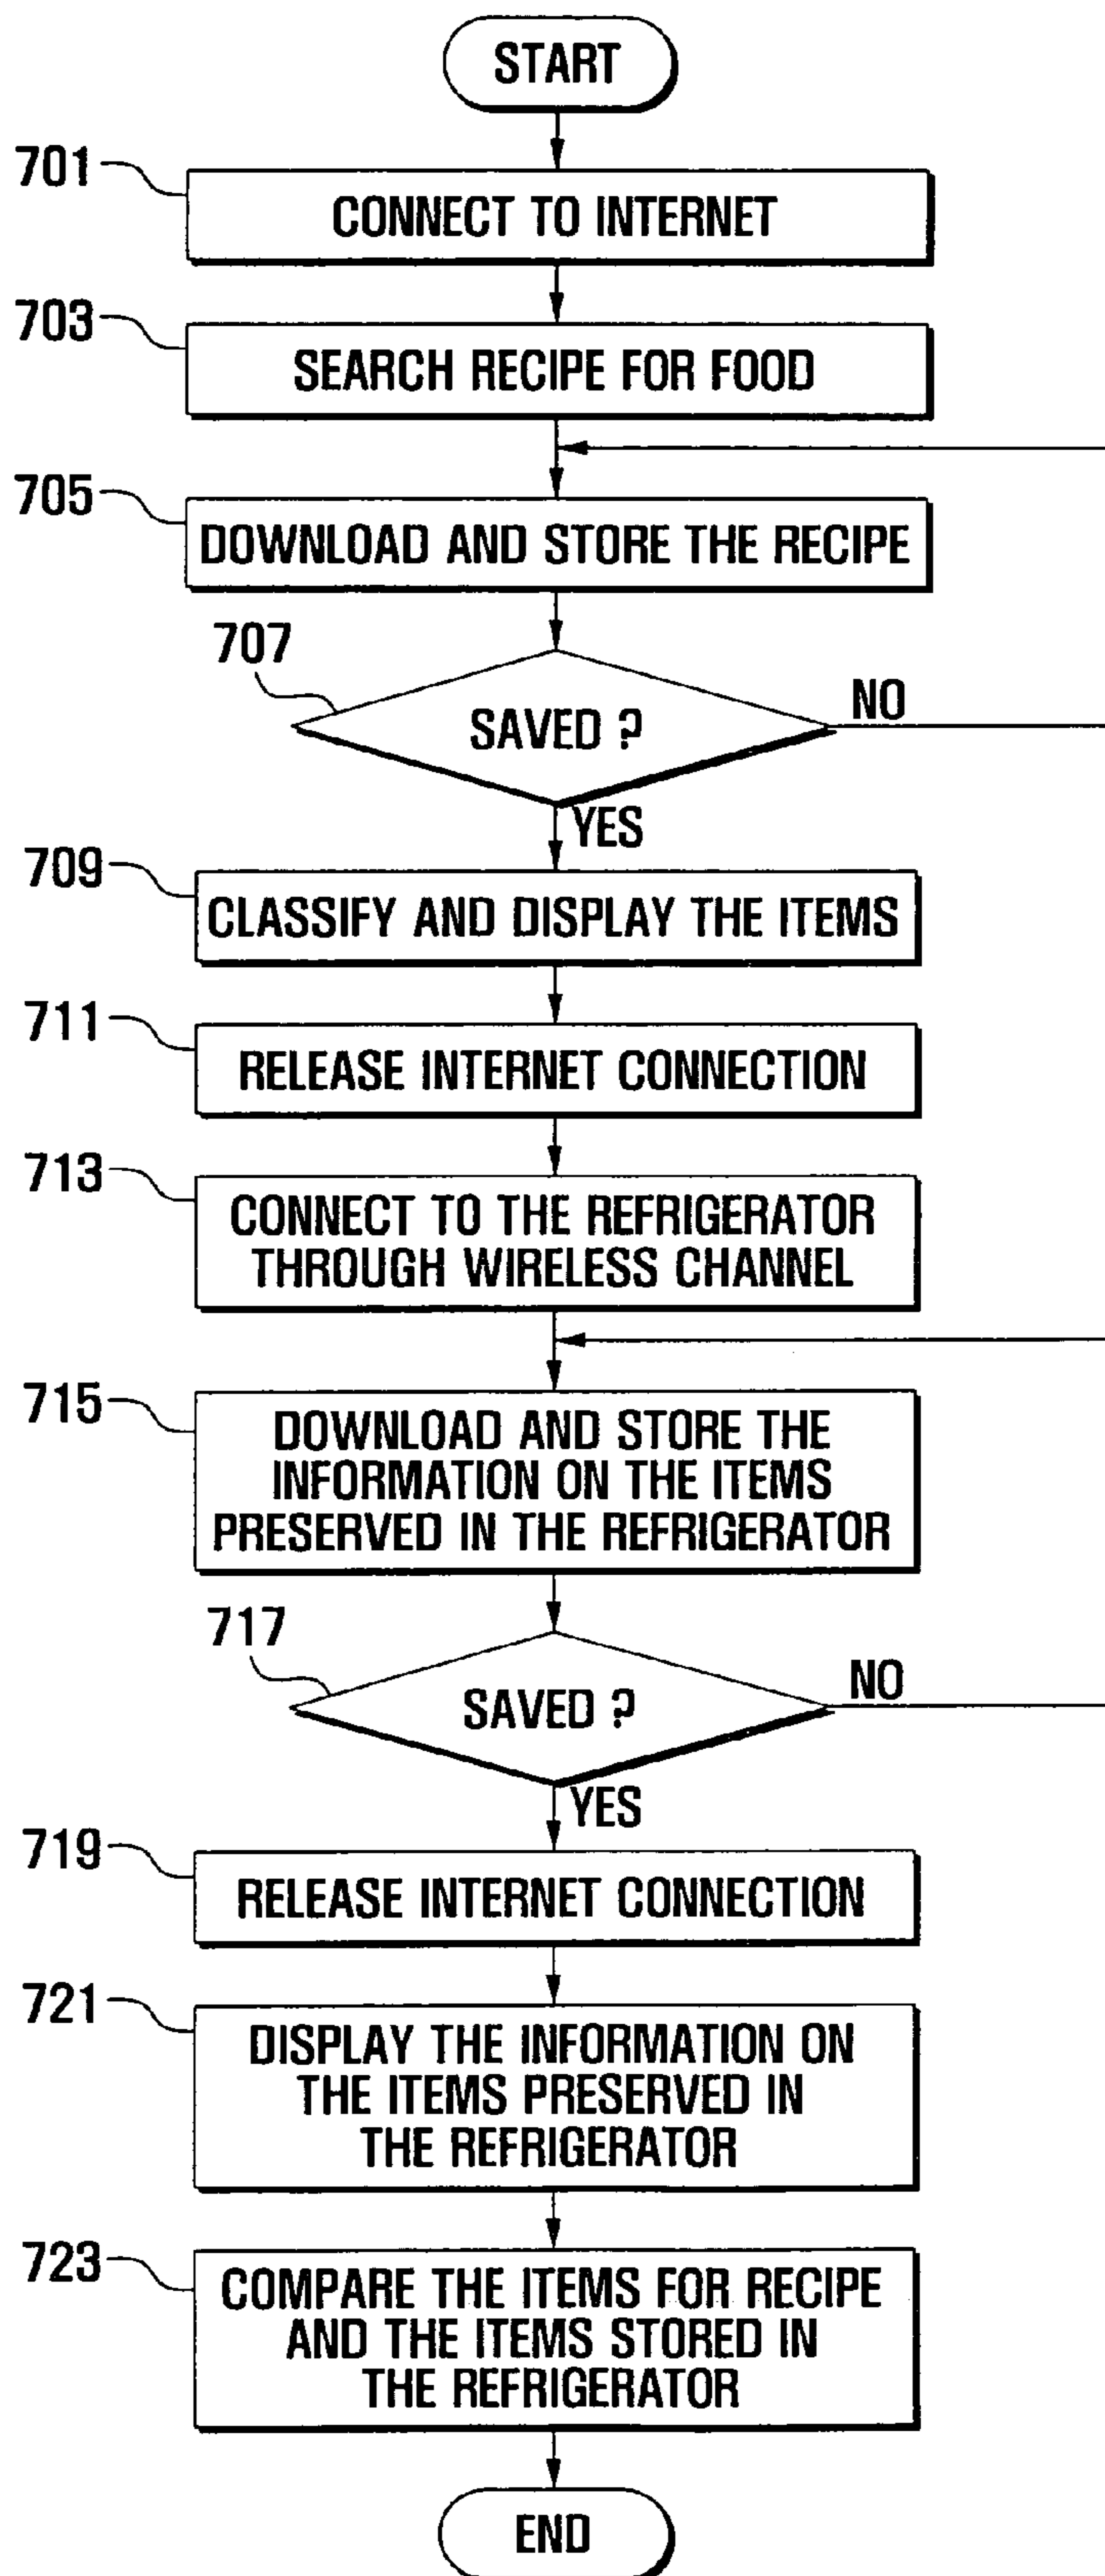 START
701
CONNECT TO INTERNET
703
SEARCH RECIPE FOR FOOD
705
DOWNLOAD AND STORE THE RECIPE
707
SAVED ?
NO
YES
709
CLASSIFY AND DISPLAY THE ITEMS
711
RELEASE INTERNET CONNECTION
713
CONNECT TO THE REFRIGERATOR
THROUGH WIRELESS CHANNEL
715
DOWNLOAD AND STORE THE
INFORMATION ON THE ITEMS
PRESERVED IN THE REFRIGERATOR
717
SAVED ?
NO
YES
719
RELEASE INTERNET CONNECTION
721
DISPLAY THE INFORMATION ON
THE ITEMS PRESERVED IN
THE REFRIGERATOR
723
COMPARE THE ITEMS FOR RECIPE
AND THE ITEMS STORED IN
THE REFRIGERATOR
END